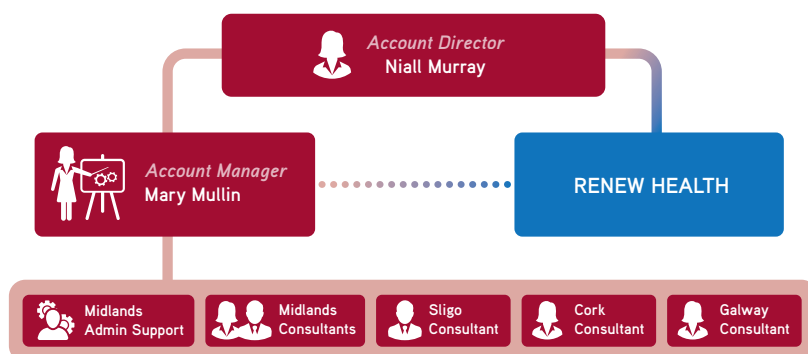 Account Director
Niall Murray
Account Manager
Mary Mullin
RENEW HEALTH
Midlands
Admin Support
Midlands
Consultants
Sligo
Consultant
Cork
Consultant
Galway
Consultant